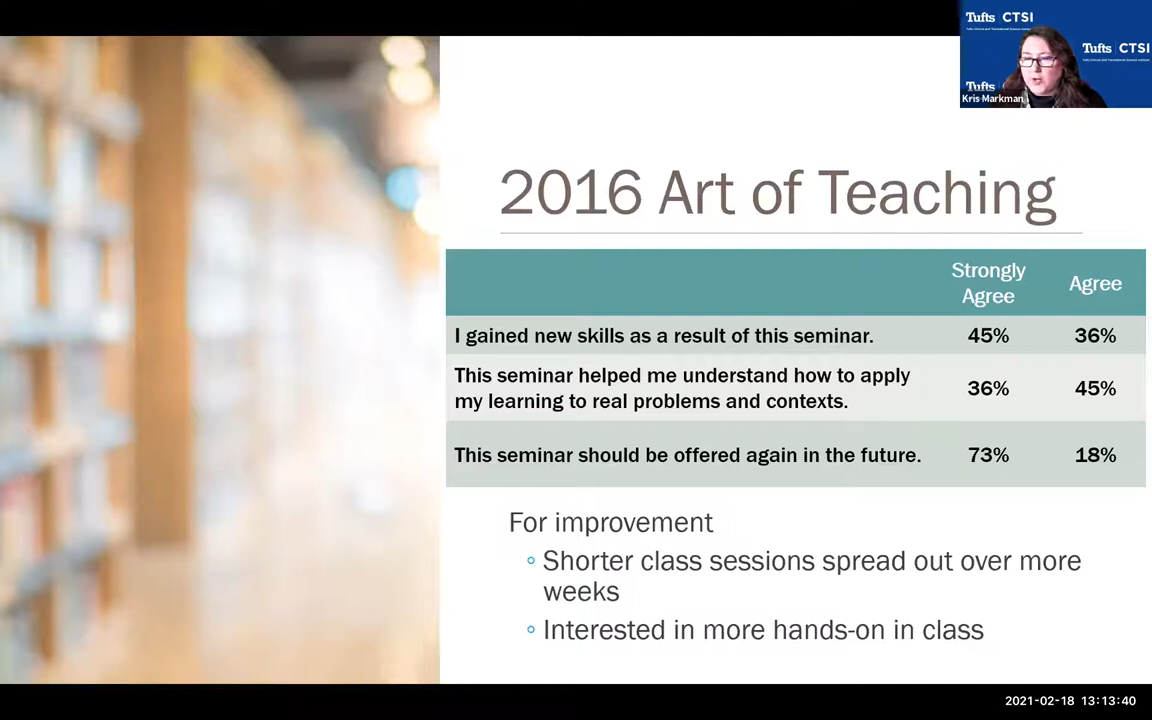 Tufts CTSI
Tufts CTSI
Tufts
Kris Markman
2016 Art of Teaching
Strongly
Agree
Agree
I gained new skills as a result of this seminar. 45% 36%
This seminar helped me understand how to apply
my learning to real problems and contexts. 36% 45%
This seminar should be offered again in the future. 73% 18%
For improvement
Shorter class sessions spread out over more
weeks
Interested in more hands-on in class
2021-02-18 13:13:40